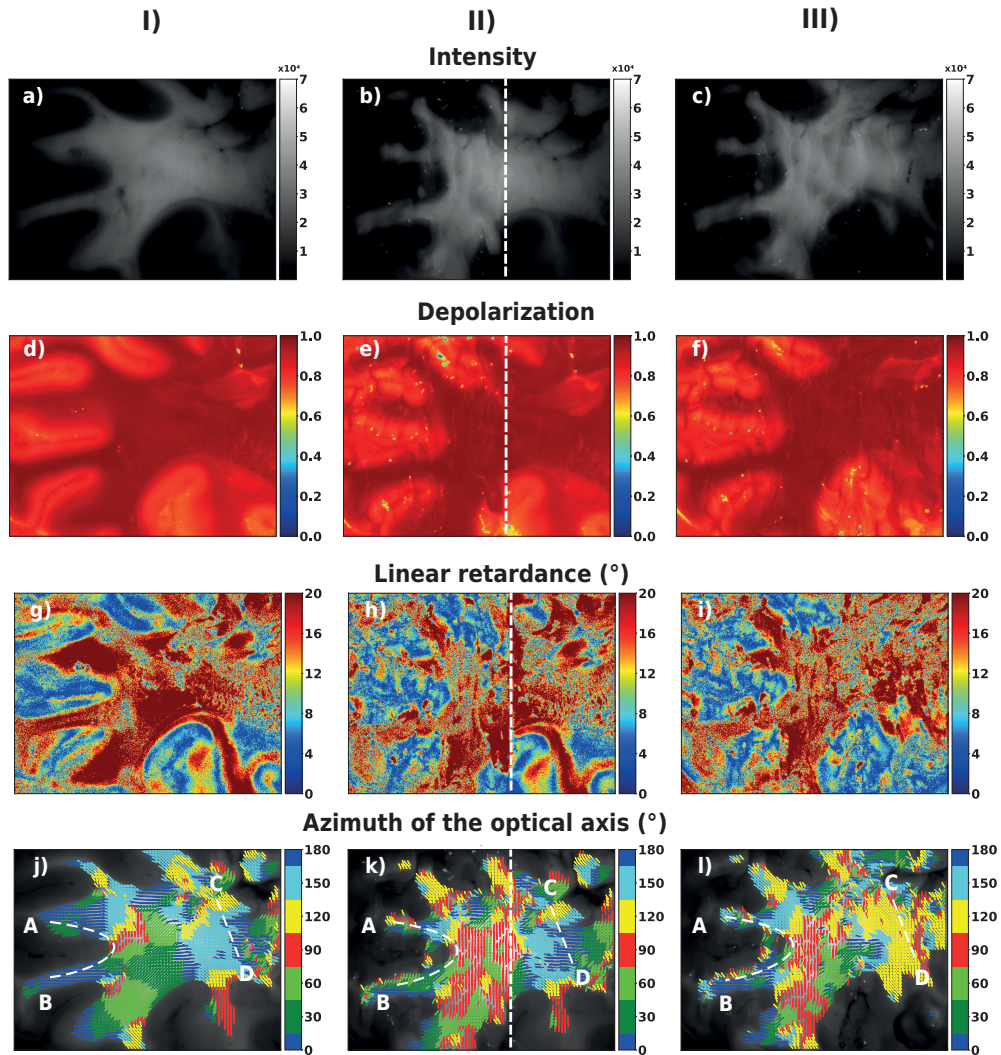 I) II) III)
Intensity
x10⁴ x10⁴ x10⁴
a) 7 b) 7 c) 7
6 6 6
5 5 5
4 4 4
3 3 3
2 2 2
1 1 1
Depolarization
d) 1.0 e) 1.0 f) 1.0
0.8 0.8 0.8
0.6 0.6 0.6
0.4 0.4 0.4
0.2 0.2 0.2
0.0 0.0 0.0
Linear retardance (°)
g) 20 h) 20 i) 20
16 16 16
12 12 12
8 8 8
4 4 4
0 0 0
Azimuth of the optical axis (°)
j) 180 k) 180 l) 180
150 150 150
C C C
A 120 A 120 A 120
90 90 90
D D D
B 60 B 60 B 60
30 30 30
0 0 0